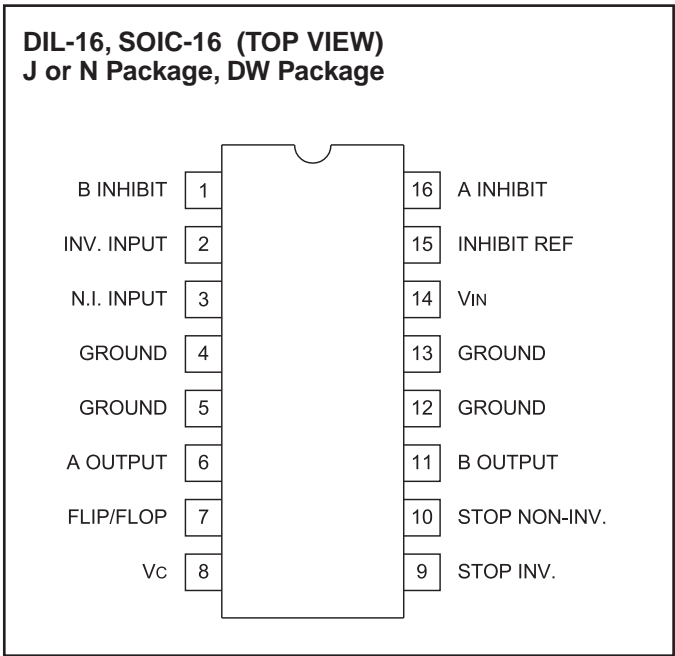 DIL-16, SOIC-16 (TOP VIEW)
J or N Package, DW Package
B INHIBIT 1 16 A INHIBIT
INV. INPUT 2 15 INHIBIT REF
N.I. INPUT 3 14 VIN
GROUND 4 13 GROUND
GROUND 5 12 GROUND
A OUTPUT 6 11 B OUTPUT
FLIP/FLOP 7 10 STOP NON-INV.
VC 8 9 STOP INV.